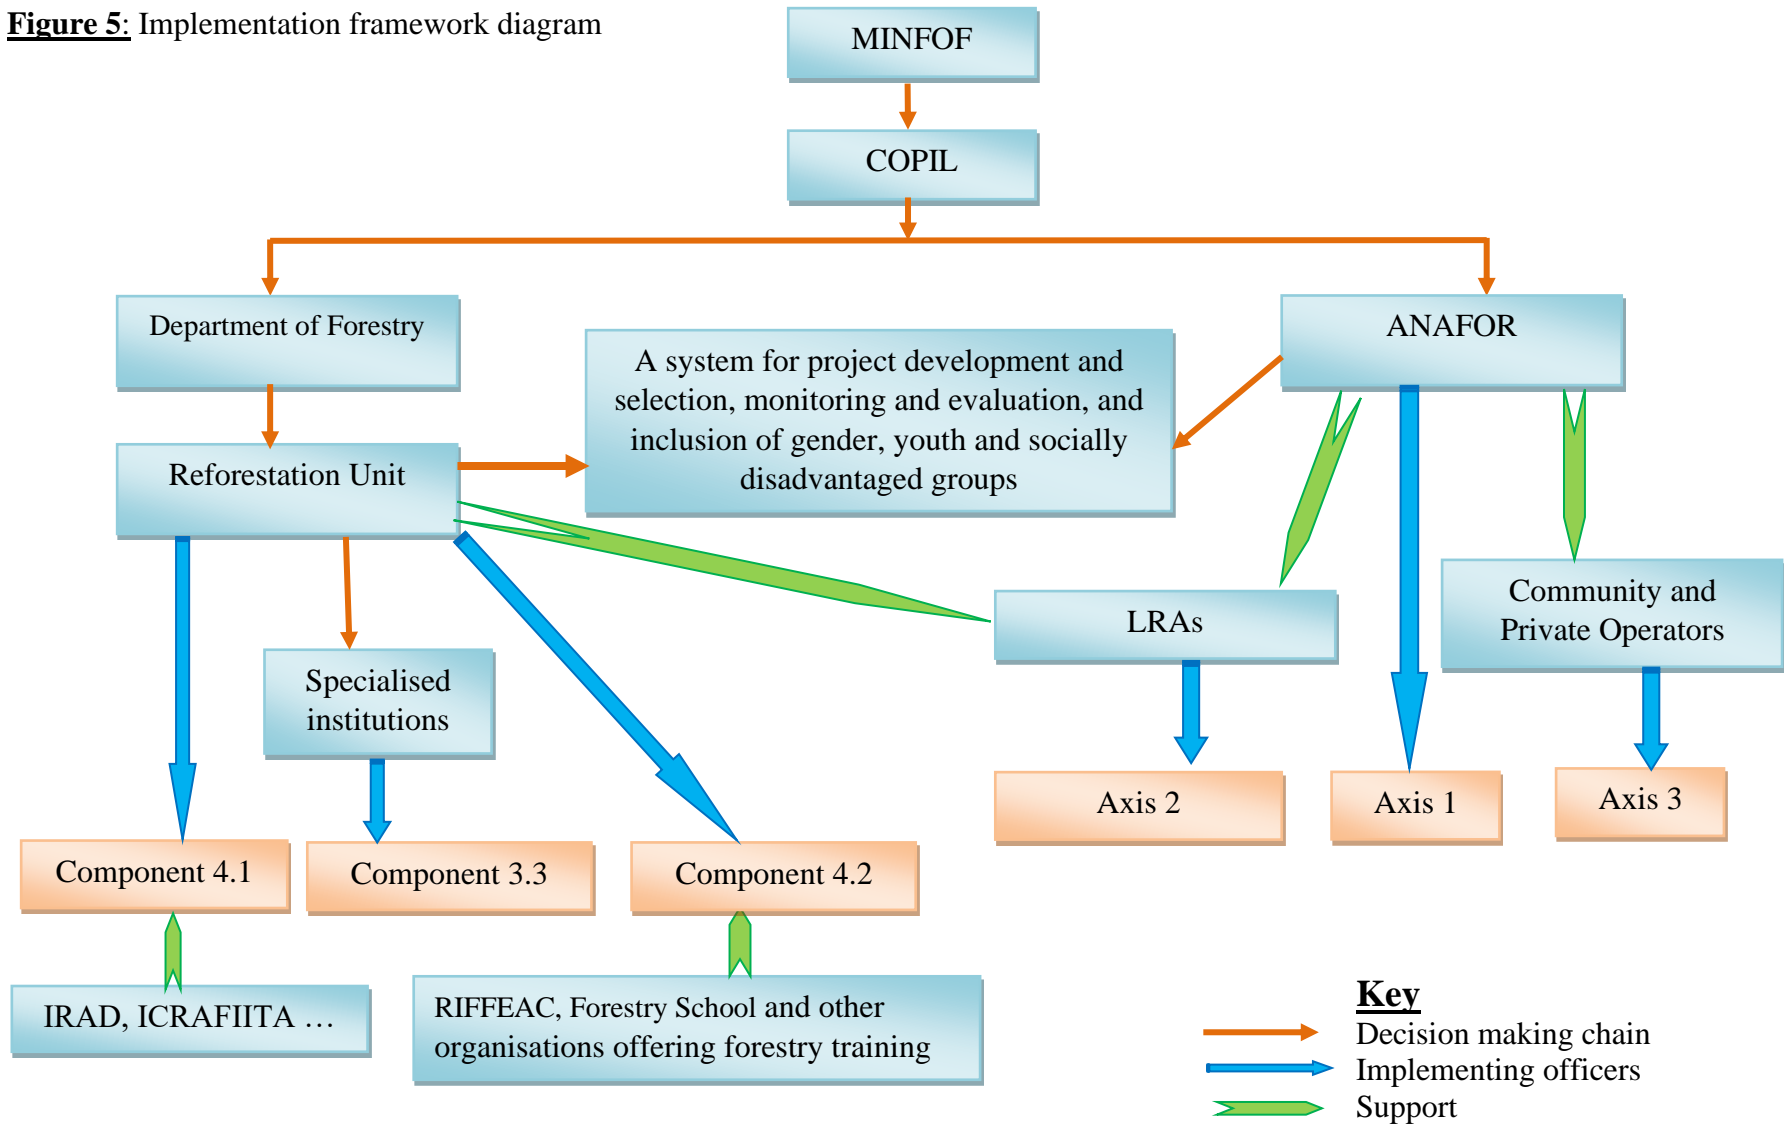 Figure 5: Implementation framework diagram
MINFOF
COPIL
Department of Forestry
ANAFOR
A system for project development and
selection, monitoring and evaluation, and
inclusion of gender, youth and socially
disadvantaged groups
Reforestation Unit
Community and
Private Operators
LRAs
Specialised
institutions
Axis 2
Axis 1
Axis 3
Component 4.1
Component 3.3
Component 4.2
IRAD, ICRAFIITA …
RIFFEAC, Forestry School and other
organisations offering forestry training
Key
Decision making chain
Implementing officers
Support